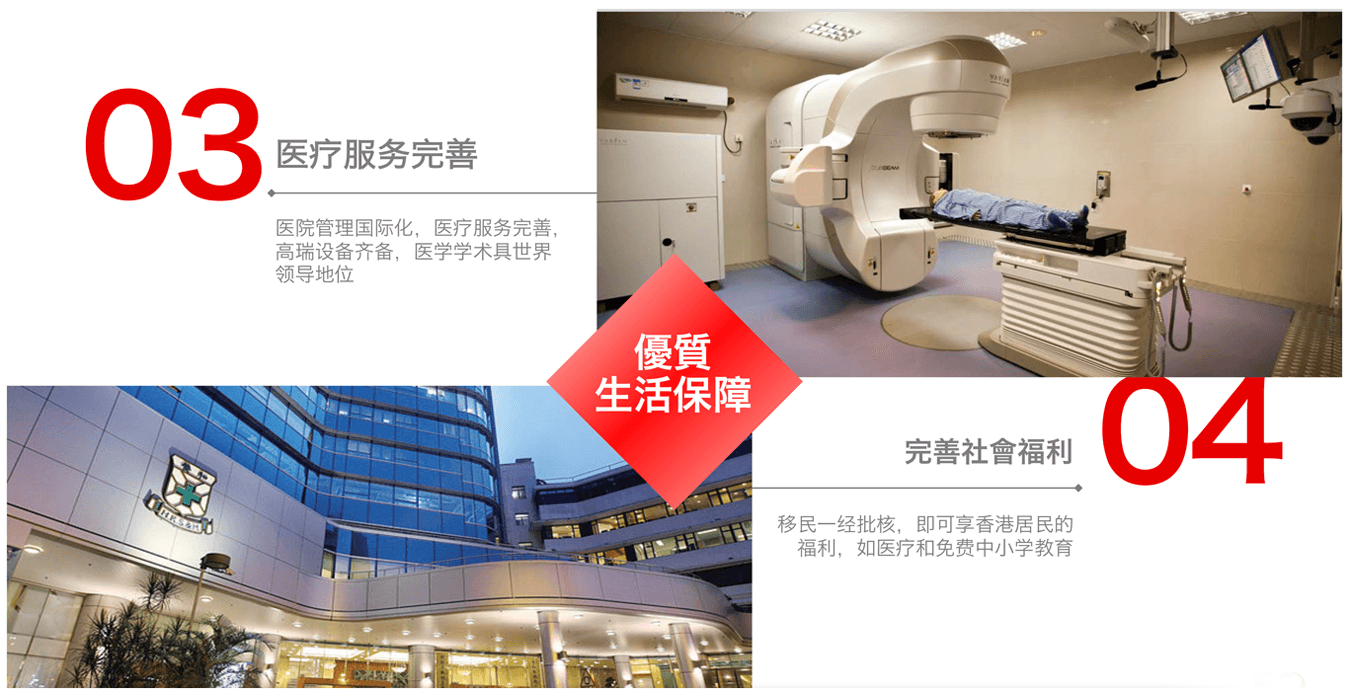 03
医疗服务完善
医院管理国际化，医疗服务完善，
高瑞设备齐备，医学学术具世界
领导地位
優質
生活保障
04
完善社會福利
移民一经批核，即可享香港居民的
福利，如医疗和免费中小学教育
養和
HKS&H